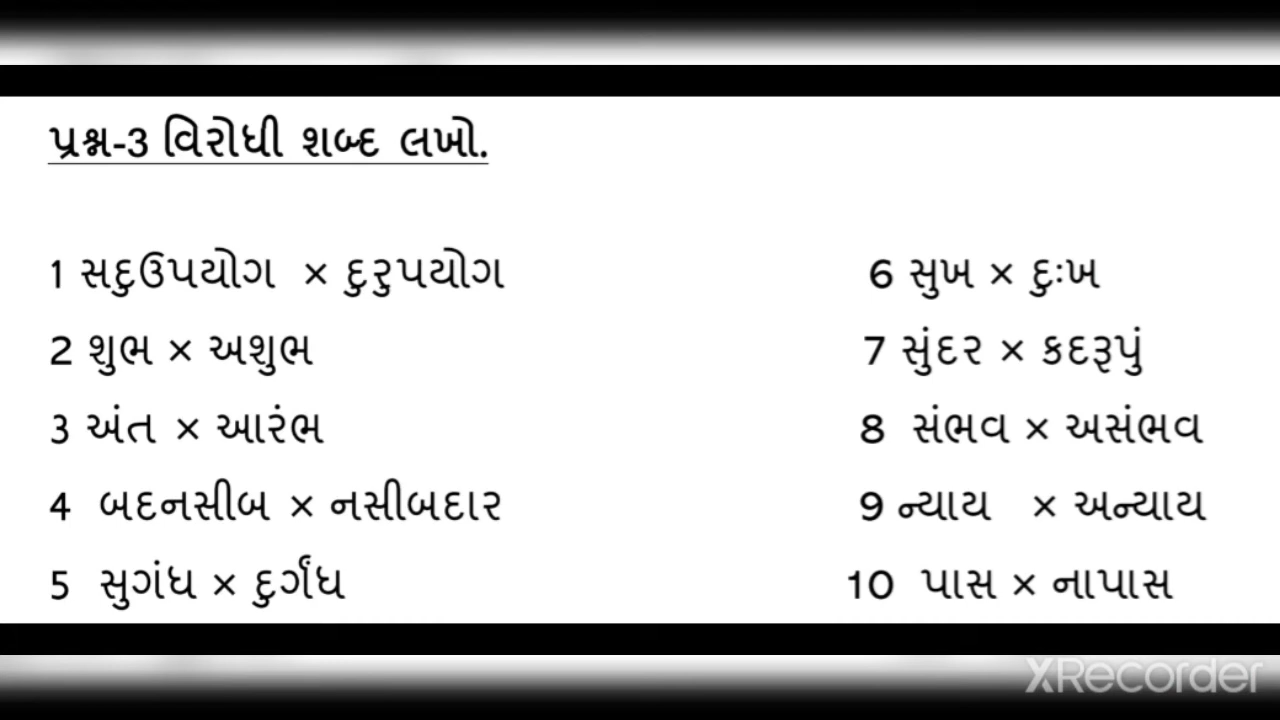 પ્રશ્ન-3 વિરોધી શબ્દ લખો.
1 સદુઉપયોગ × દુરુપયોગ
2 શુભ × અશુભ
3 અંત × આરંભ
4 બદનસીબ × નસીબદાર
5 સુગંધ × દુર્ગંધ
6 સુખ × દુઃખ
7 સુંદર × કદરૂપું
8 સંભવ × અસંભવ
9 ન્યાય × અન્યાય
10 પાસ × નાપાસ
XRecorder